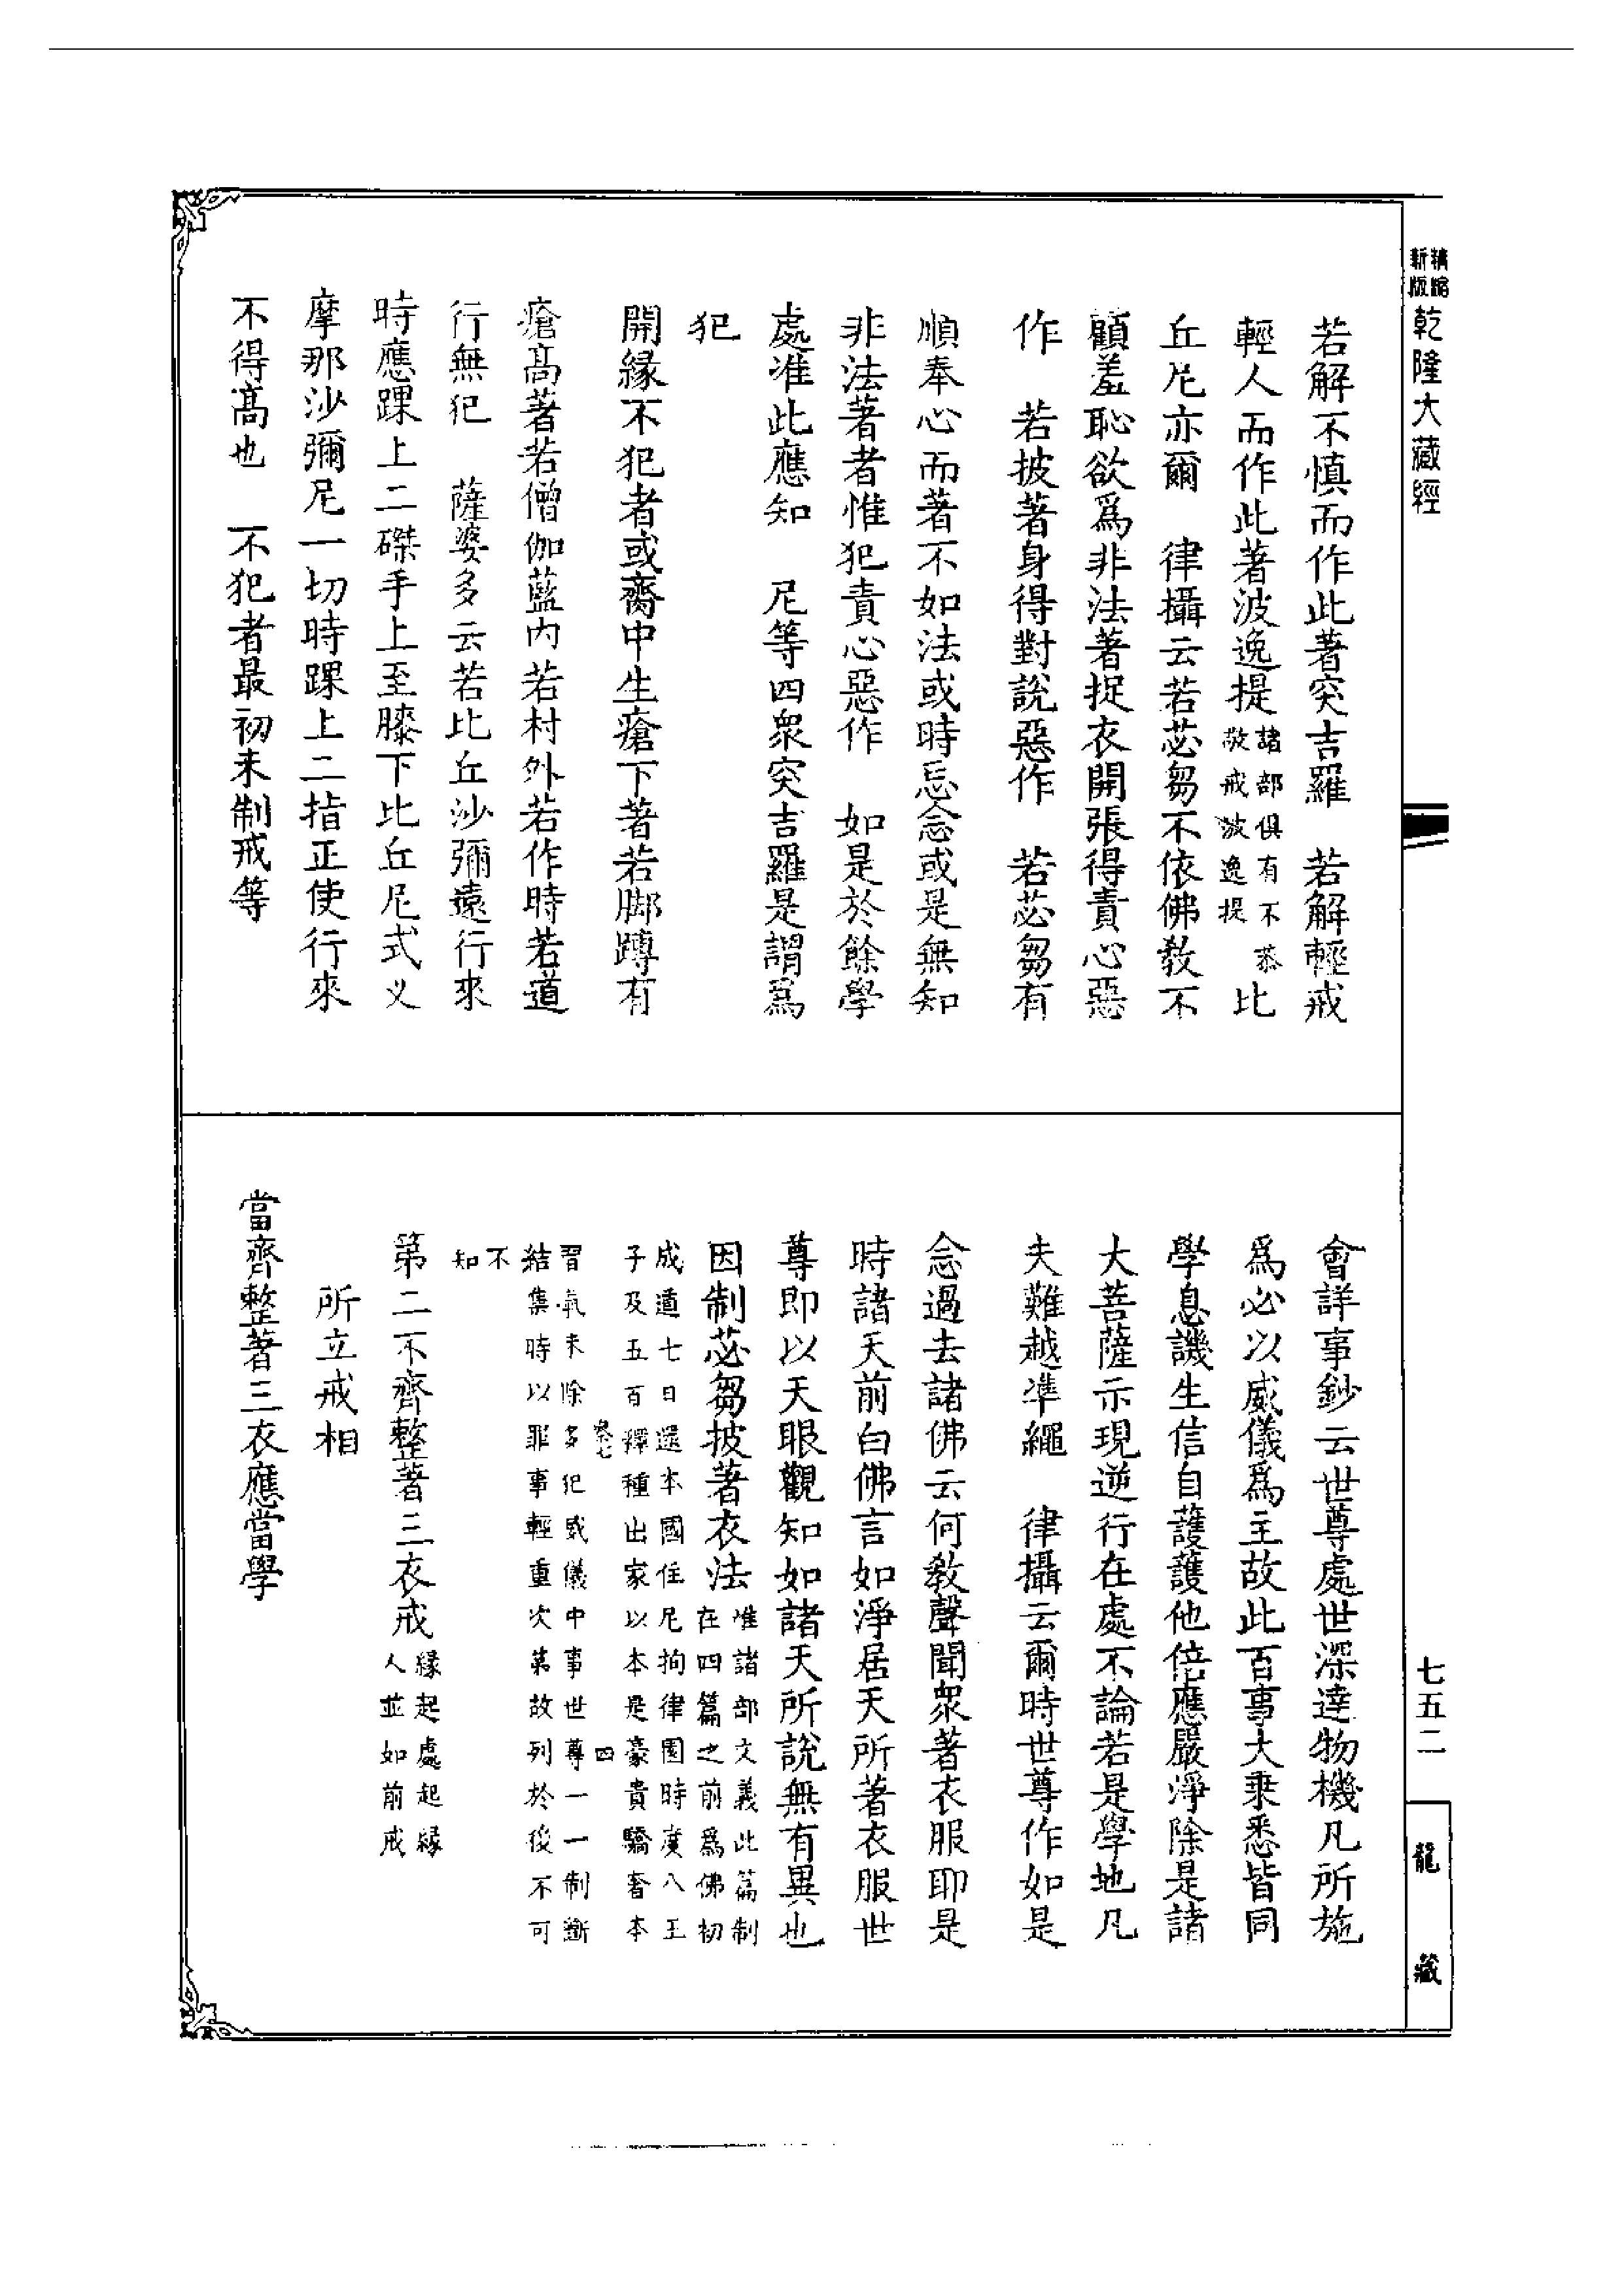 新版精縮乾隆大藏經
若解不慎而作此著突吉羅　若解輕戒
輕人而作此著波逸提諸部俱有不恭敬戒波逸提比
丘尼亦爾　律攝云若苾芻不依佛教不
顧羞恥欲爲非法著捉衣開張得責心惡
作　若披著身得對說惡作　若苾芻有
順奉心而著不如法或時忘念或是無知
非法著者惟犯責心惡作　如是於餘學
處准此應知　尼等四眾突吉羅是謂爲
犯
開緣不犯者或臍中生瘡下著若脚蹲有
瘡高著若僧伽藍內若村外若作時若道
行無犯　薩婆多云若比丘沙彌遠行來
時應踝上二磔手上至膝下比丘尼式义
摩那沙彌尼一切時踝上二指正使行來
不得高也　不犯者最初未制戒等
會詳事鈔云世尊處世深達物機凡所施
爲必以威儀爲主故此百事大乘悉皆同
學息譏生信自護護他倍應嚴淨除是諸
大菩薩示現逆行在處不論若是學地凡
夫難越準繩　律攝云爾時世尊作如是
念過去諸佛云何教聲聞眾著衣服即是
時諸天前白佛言如淨居天所著衣服世
尊即以天眼觀知如諸天所說無有異也
因制苾芻披著衣法惟諸部文義此篇制在四篇之前爲佛初
成道七日還本國住尼拘律園時度八王
子及五百釋種出家以本是豪貴驕奢本
習氣未除多犯威儀中事世尊一一制斷
結集時以罪事輕重次第故列於後不可
不
知
第二不齊整著三衣戒緣起處起緣人並如前戒
所立戒相
當齊整著三衣應當學
七五二
龍藏